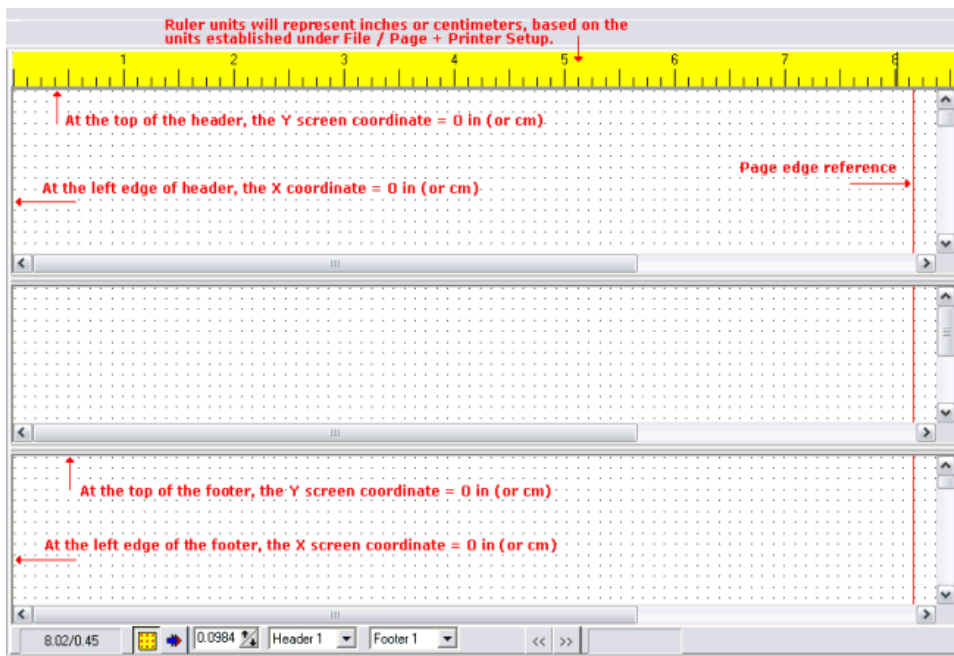 Ruler units will represent inches or centimeters, based on the
units established under File / Page + Printer Setup.
1 2 3 4 5 6 7 8
At the top of the header, the Y screen coordinate = 0 in (or cm)
Page edge reference
At the left edge of header, the X coordinate = 0 in (or cm)
At the top of the footer, the Y screen coordinate = 0 in (or cm)
At the left edge of the footer, the X screen coordinate = 0 in (or cm)
8.02/0.45 0.0984 Header 1 Footer 1 << >>